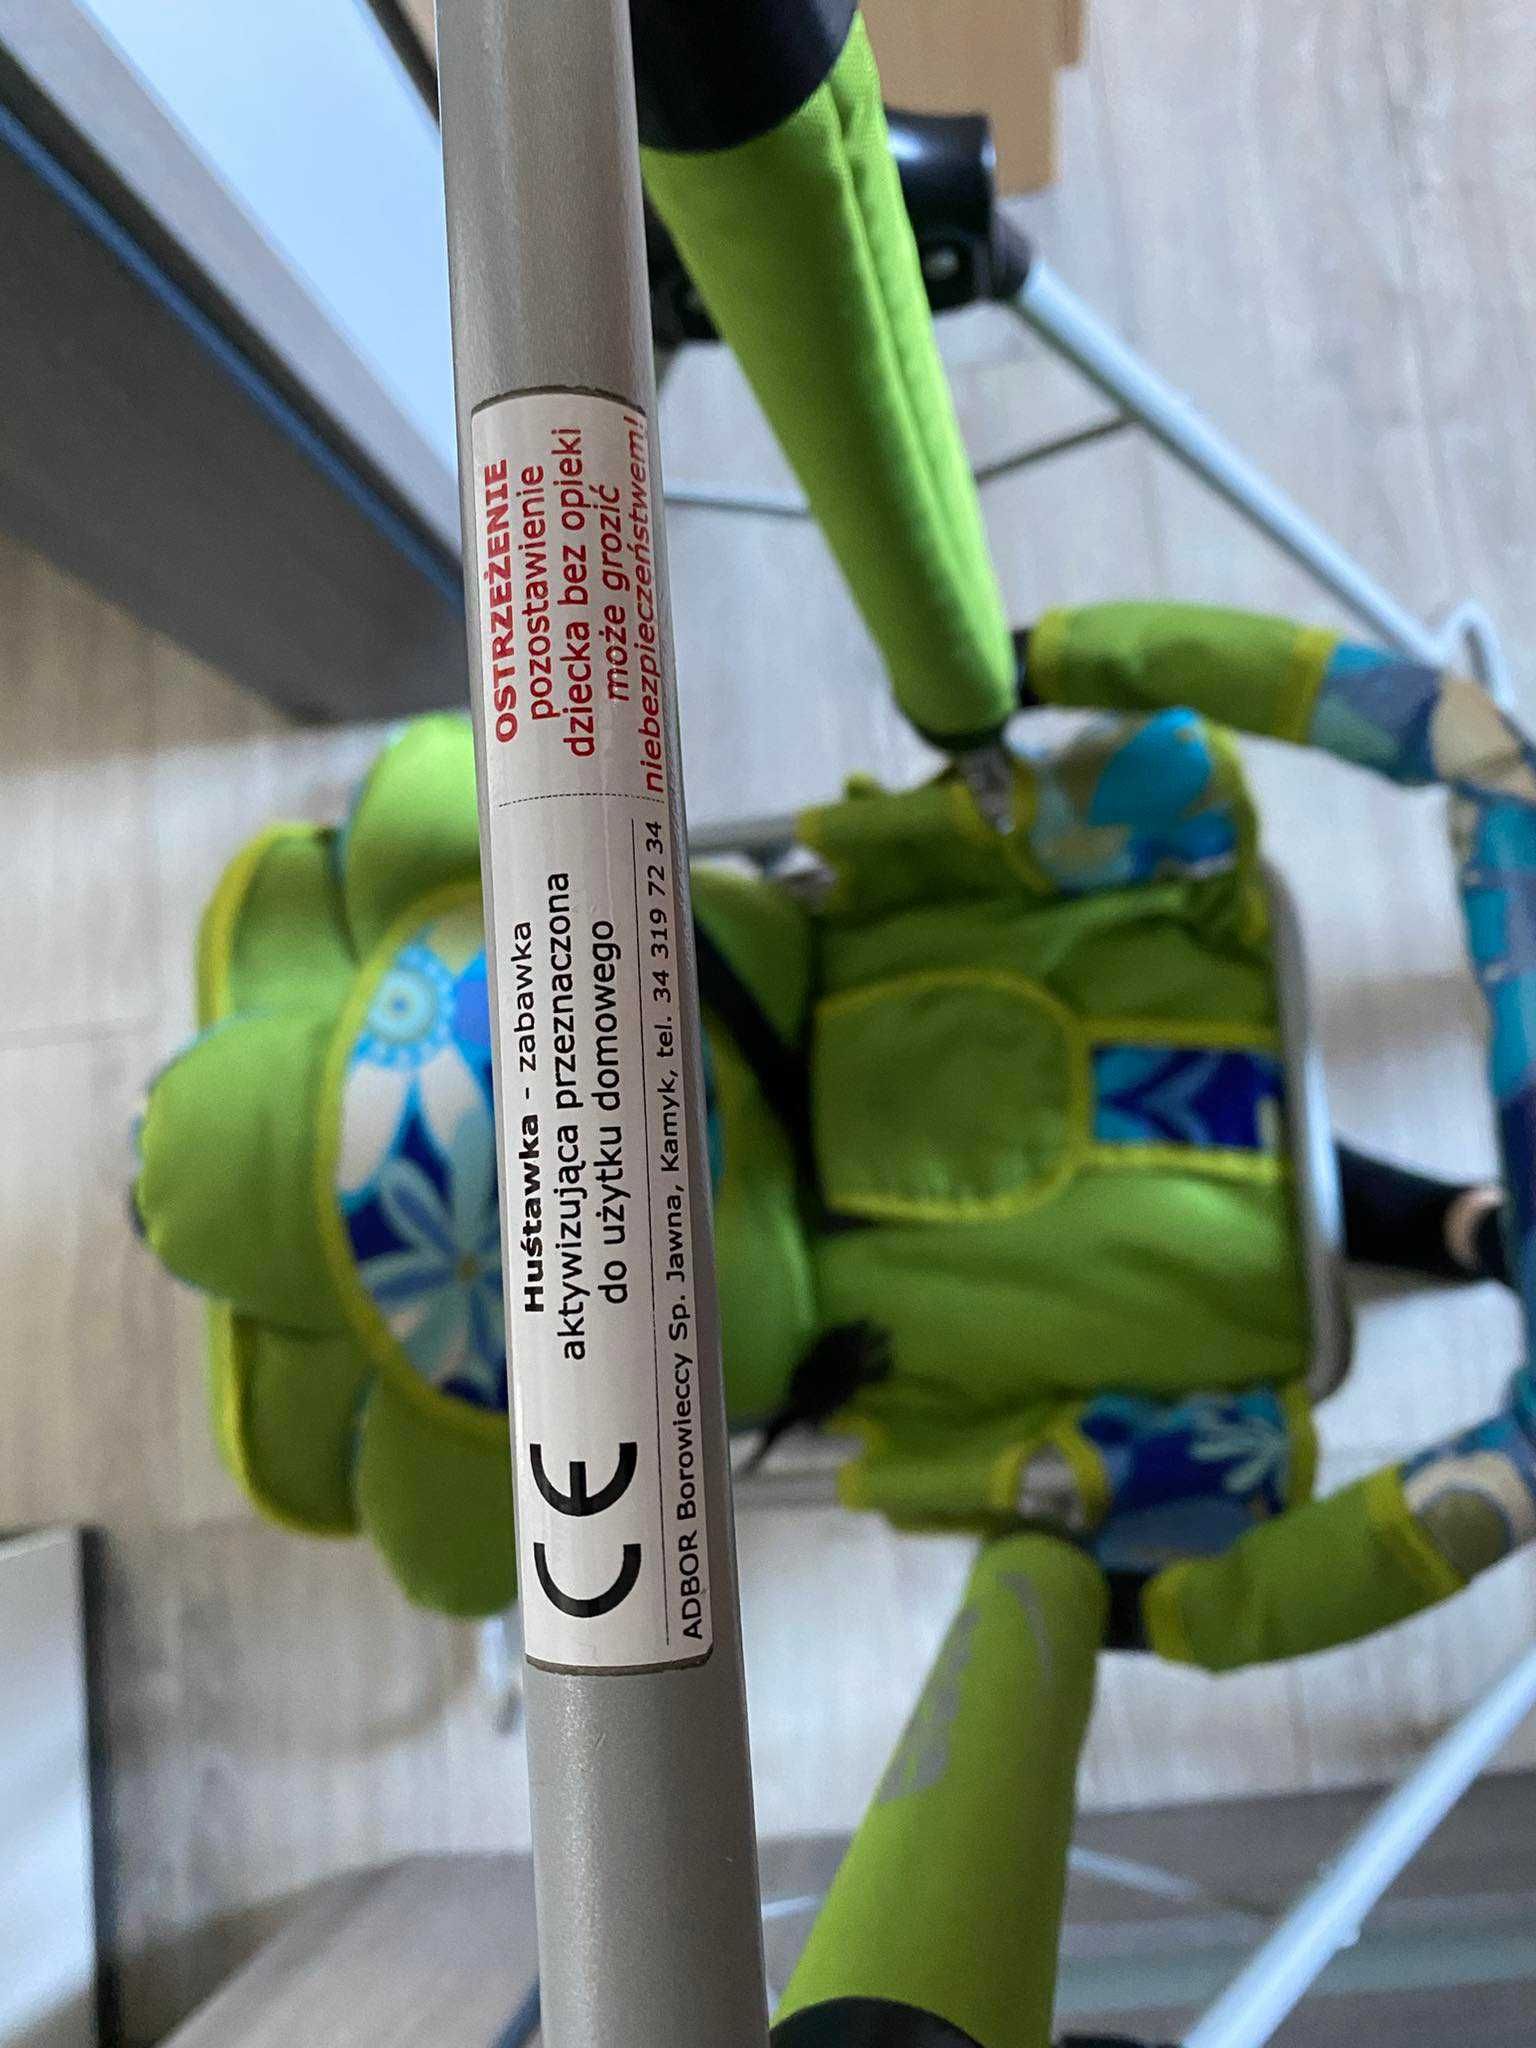 OSTRZEŻENIE
pozostawienie
dziecka bez opieki
może grozić
niebezpieczeństwem!
Huśtawka - zabawka
aktywizująca przeznaczona
do użytku domowego
CE
ADBOR Borowieccy Sp. Jawna, Kamyk, tel. 34 319 72 34